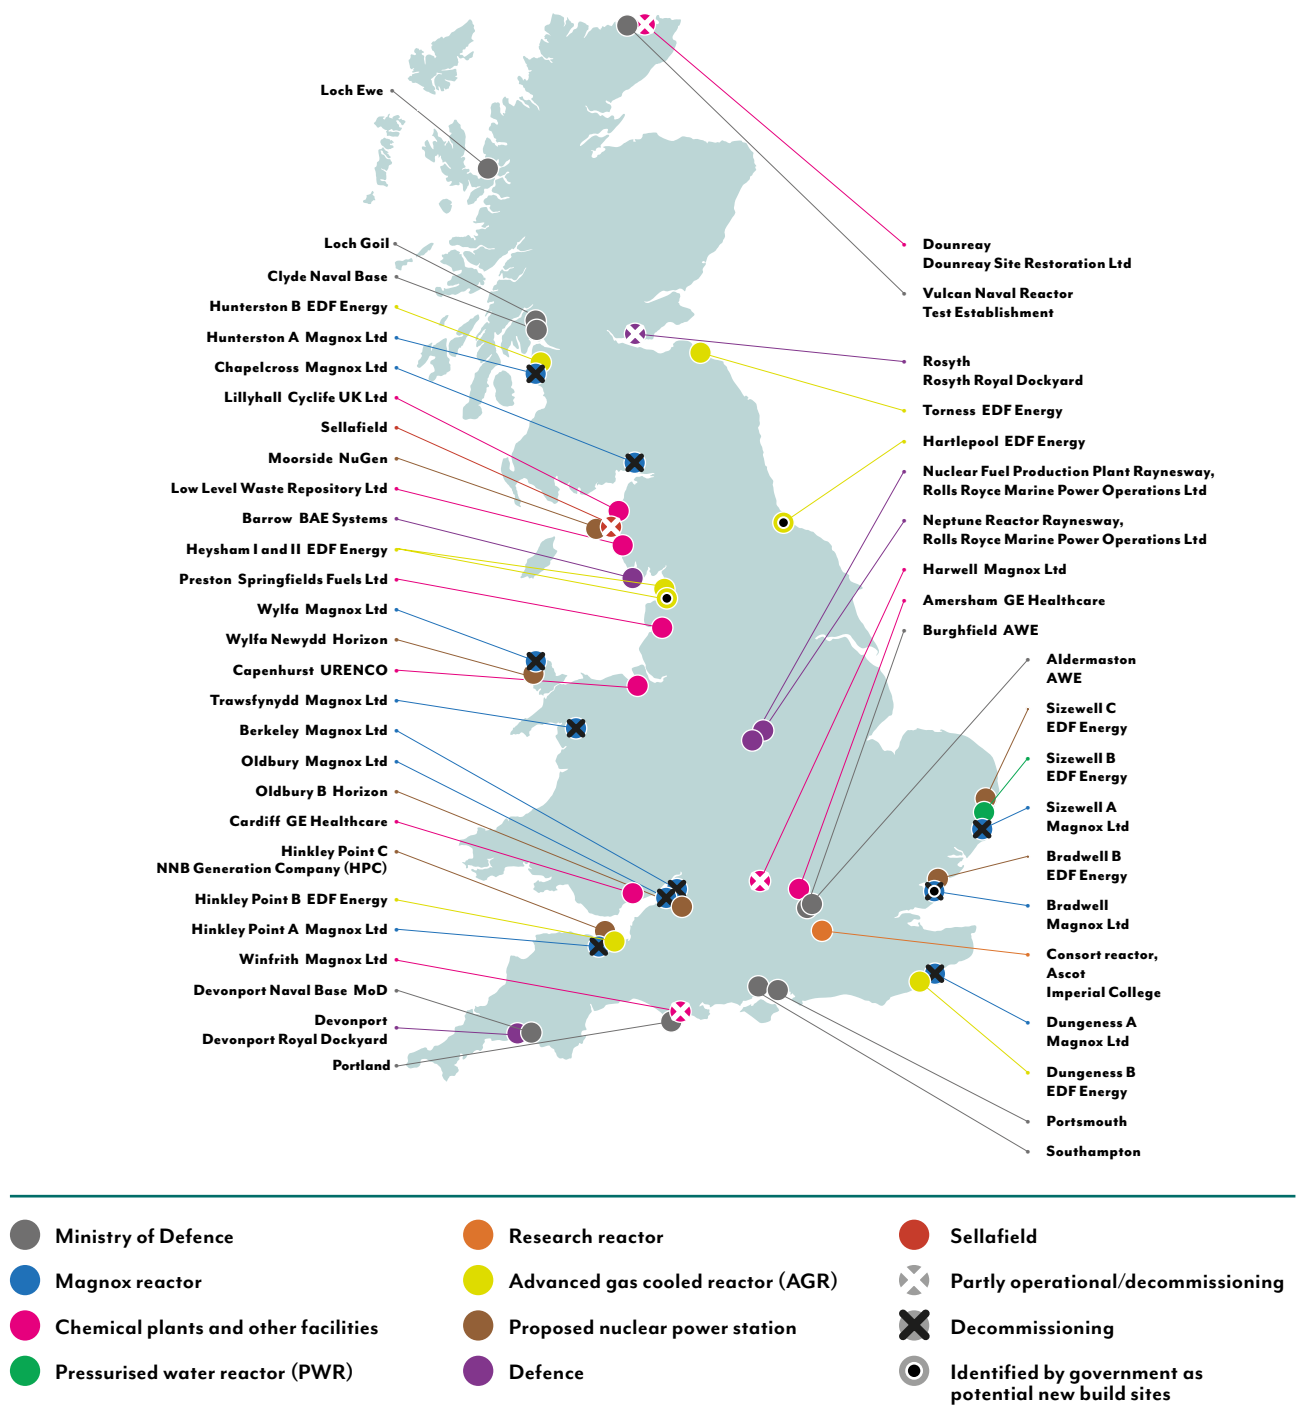 Loch Ewe
Loch Goil
Clyde Naval Base
Hunterston B EDF Energy
Hunterston A Magnox Ltd
Chapelcross Magnox Ltd
Lillyhall Cyclife UK Ltd
Sellafield
Moorside NuGen
Low Level Waste Repository Ltd
Barrow BAE Systems
Heysham I and II EDF Energy
Preston Springfields Fuels Ltd
Wylfa Magnox Ltd
Wylfa Newydd Horizon
Capenhurst URENCO
Trawsfynydd Magnox Ltd
Berkeley Magnox Ltd
Oldbury Magnox Ltd
Oldbury B Horizon
Cardiff GE Healthcare
Hinkley Point C
NNB Generation Company (HPC)
Hinkley Point B EDF Energy
Hinkley Point A Magnox Ltd
Winfrith Magnox Ltd
Devonport Naval Base MoD
Devonport
Devonport Royal Dockyard
Portland
Dounreay
Dounreay Site Restoration Ltd
Vulcan Naval Reactor
Test Establishment
Rosyth
Rosyth Royal Dockyard
Torness EDF Energy
Hartlepool EDF Energy
Nuclear Fuel Production Plant Raynesway,
Rolls Royce Marine Power Operations Ltd
Neptune Reactor Raynesway,
Rolls Royce Marine Power Operations Ltd
Harwell Magnox Ltd
Amersham GE Healthcare
Burghfield AWE
Aldermaston
AWE
Sizewell C
EDF Energy
Sizewell B
EDF Energy
Sizewell A
Magnox Ltd
Bradwell B
EDF Energy
Bradwell
Magnox Ltd
Consort reactor,
Ascot
Imperial College
Dungeness A
Magnox Ltd
Dungeness B
EDF Energy
Portsmouth
Southampton
Ministry of Defence
Magnox reactor
Chemical plants and other facilities
Pressurised water reactor (PWR)
Research reactor
Advanced gas cooled reactor (AGR)
Proposed nuclear power station
Defence
Sellafield
Partly operational/decommissioning
Decommissioning
Identified by government as
potential new build sites